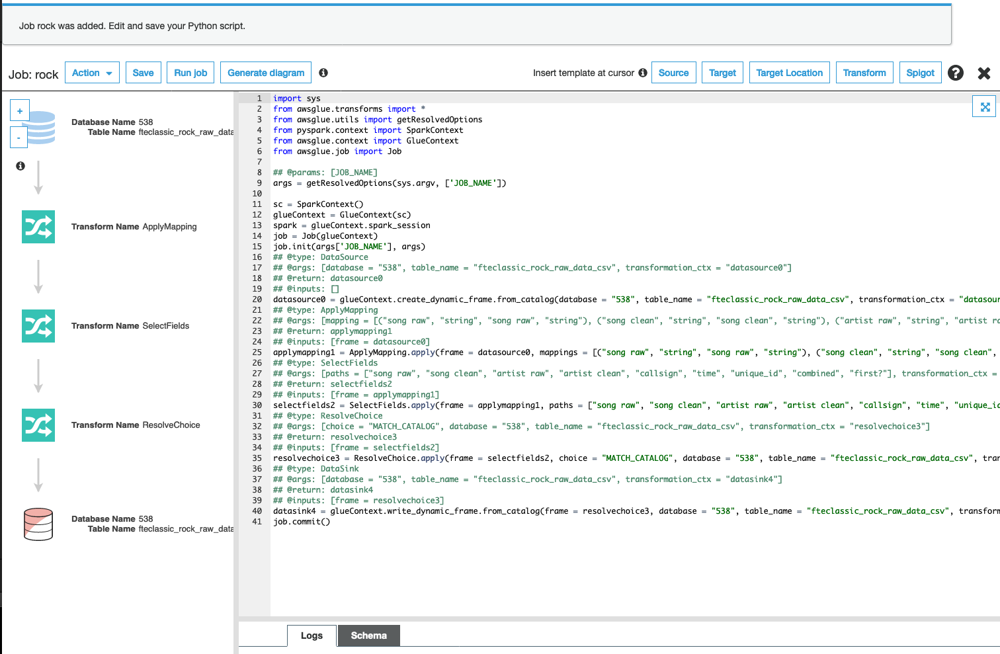 Job rock was added. Edit and save your Python script.
Job: rock Action Save Run job Generate diagram Insert template at cursor Source Target Target Location Transform Spigot
+
-
Database Name 538
Table Name fteclassic_rock_raw_data
Transform Name ApplyMapping
Transform Name SelectFields
Transform Name ResolveChoice
Database Name 538
Table Name fteclassic_rock_raw_data
1 import sys
2 from awsglue.transforms import *
3 from awsglue.utils import getResolvedOptions
4 from pyspark.context import SparkContext
5 from awsglue.context import GlueContext
6 from awsglue.job import Job
7
8 ## @params: [JOB_NAME]
9 args = getResolvedOptions(sys.argv, ['JOB_NAME'])
10
11 sc = SparkContext()
12 glueContext = GlueContext(sc)
13 spark = glueContext.spark_session
14 job = Job(glueContext)
15 job.init(args['JOB_NAME'], args)
16 ## @type: DataSource
17 ## @args: [database = "538", table_name = "fteclassic_rock_raw_data_csv", transformation_ctx = "datasource0"]
18 ## @return: datasource0
19 ## @inputs: []
20 datasource0 = glueContext.create_dynamic_frame.from_catalog(database = "538", table_name = "fteclassic_rock_raw_data_csv", transformation_ctx = "datasour
21 ## @type: ApplyMapping
22 ## @args: [mapping = [("song raw", "string", "song raw", "string"), ("song clean", "string", "song clean", "string"), ("artist raw", "string", "artist ra
23 ## @return: applymapping1
24 ## @inputs: [frame = datasource0]
25 applymapping1 = ApplyMapping.apply(frame = datasource0, mappings = [("song raw", "string", "song raw", "string"), ("song clean", "string", "song clean",
26 ## @type: SelectFields
27 ## @args: [paths = ["song raw", "song clean", "artist raw", "artist clean", "callsign", "time", "unique_id", "combined", "first?"], transformation_ctx =
28 ## @return: selectfields2
29 ## @inputs: [frame = applymapping1]
30 selectfields2 = SelectFields.apply(frame = applymapping1, paths = ["song raw", "song clean", "artist raw", "artist clean", "callsign", "time", "unique_id
31 ## @type: ResolveChoice
32 ## @args: [choice = "MATCH_CATALOG", database = "538", table_name = "fteclassic_rock_raw_data_csv", transformation_ctx = "resolvechoice3"]
33 ## @return: resolvechoice3
34 ## @inputs: [frame = selectfields2]
35 resolvechoice3 = ResolveChoice.apply(frame = selectfields2, choice = "MATCH_CATALOG", database = "538", table_name = "fteclassic_rock_raw_data_csv", tran
36 ## @type: DataSink
37 ## @args: [database = "538", table_name = "fteclassic_rock_raw_data_csv", transformation_ctx = "datasink4"]
38 ## @return: datasink4
39 ## @inputs: [frame = resolvechoice3]
40 datasink4 = glueContext.write_dynamic_frame.from_catalog(frame = resolvechoice3, database = "538", table_name = "fteclassic_rock_raw_data_csv", transform
41 job.commit()
Logs Schema